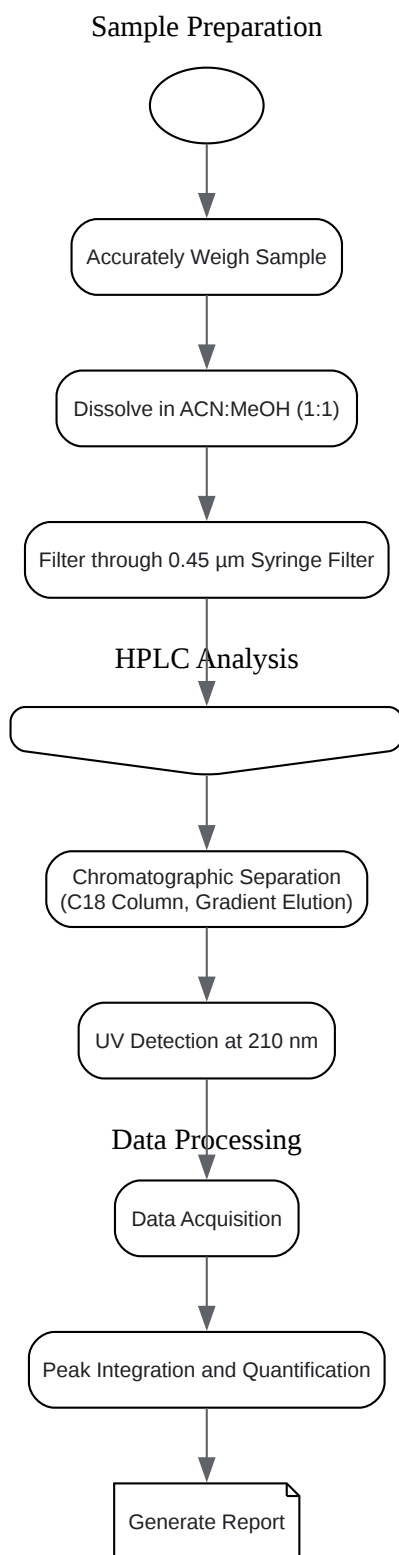 Sample Preparation
Accurately Weigh Sample
Dissolve in ACN:MeOH (1:1)
Filter through 0.45 µm Syringe Filter
HPLC Analysis
Chromatographic Separation
(C18 Column, Gradient Elution)
UV Detection at 210 nm
Data Processing
Data Acquisition
Peak Integration and Quantification
Generate Report